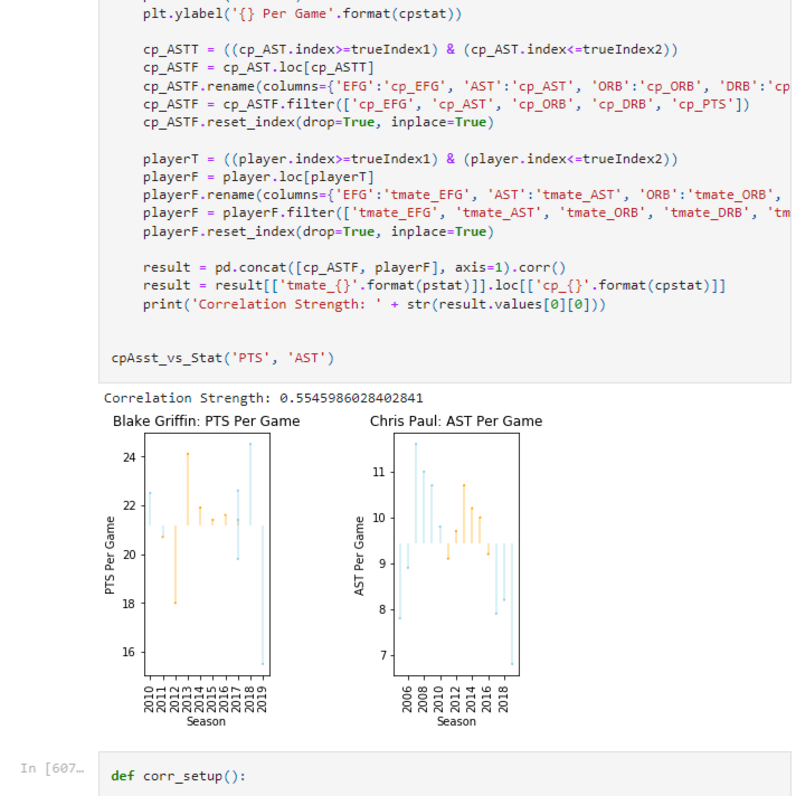 plt.ylabel('{} Per Game'.format(cpstat))
    cp_ASTT = ((cp_AST.index>=trueIndex1) & (cp_AST.index<=trueIndex2))
    cp_ASTF = cp_AST.loc[cp_ASTT]
    cp_ASTF.rename(columns={'EFG':'cp_EFG', 'AST':'cp_AST', 'ORB':'cp_ORB', 'DRB':'cp
    cp_ASTF = cp_ASTF.filter(['cp_EFG', 'cp_AST', 'cp_ORB', 'cp_DRB', 'cp_PTS'])
    cp_ASTF.reset_index(drop=True, inplace=True)
    playerT = ((player.index>=trueIndex1) & (player.index<=trueIndex2))
    playerF = player.loc[playerT]
    playerF.rename(columns={'EFG':'tmate_EFG', 'AST':'tmate_AST', 'ORB':'tmate_ORB',
    playerF = playerF.filter(['tmate_EFG', 'tmate_AST', 'tmate_ORB', 'tmate_DRB', 'tm
    playerF.reset_index(drop=True, inplace=True)
    result = pd.concat([cp_ASTF, playerF], axis=1).corr()
    result = result[['tmate_{}'.format(pstat)]].loc[['cp_{}'.format(cpstat)]]
    print('Correlation Strength: ' + str(result.values[0][0]))
cpAsst_vs_Stat('PTS', 'AST')
Correlation Strength: 0.5545986028402841
Blake Griffin: PTS Per Game
24
22
20
18
16
PTS Per Game
2010
2011
2012
2013
2014
2015
2016
2017
2018
2019
Season
Chris Paul: AST Per Game
11
10
9
8
7
AST Per Game
2006
2008
2010
2012
2014
2016
2018
Season
In [607...
def corr_setup():